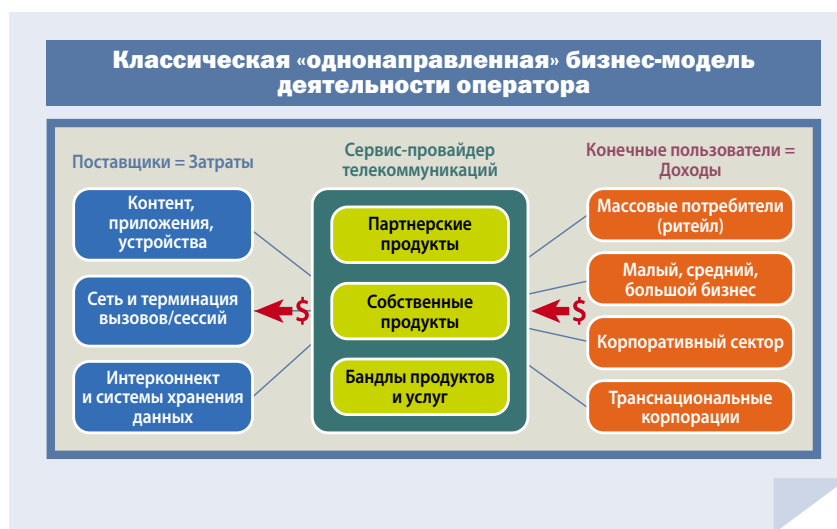 Классическая «однонаправленная» бизнес-модель
деятельности оператора
Поставщики = Затраты
Контент,
приложения,
устройства
Сеть и терминация
вызовов/сессий
Интерконнект
и системы хранения
данных
Сервис-провайдер
телекоммуникаций
Партнерские
продукты
Собственные
продукты
Бандлы продуктов
и услуг
$
$
Конечные пользователи =
Доходы
Массовые потребители
(ритейл)
Малый, средний,
большой бизнес
Корпоративный сектор
Транснациональные
корпорации